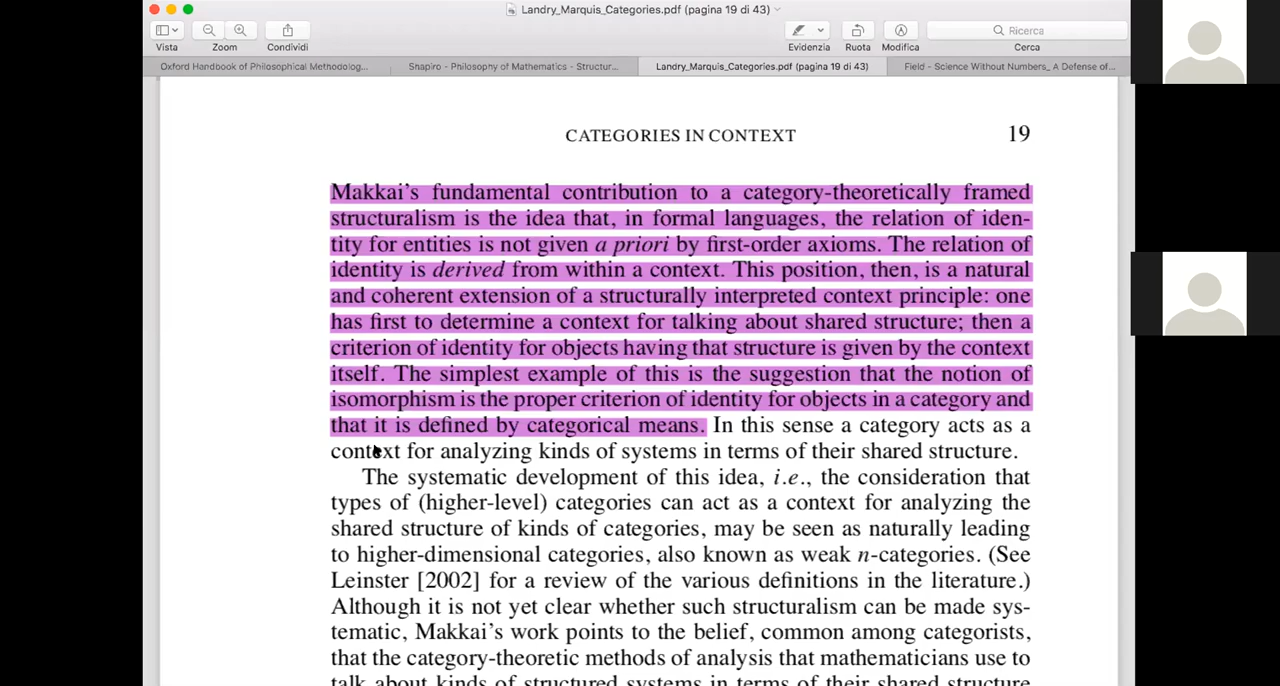 Landry_Marquis_Categories.pdf (pagina 19 di 43)
Ricerca
Vista
Zoom
Condividi
Evidenzia
Ruota
Modifica
Cerca
Oxford Handbook of Philosophical Methodolog...
Shapiro - Philosophy of Mathematics - Structur...
Landry_Marquis_Categories.pdf (pagina 19 di 43)
Field - Science Without Numbers_ A Defense of...
CATEGORIES IN CONTEXT
19
Makkai's fundamental contribution to a category-theoretically framed
structuralism is the idea that, in formal languages, the relation of iden-
tity for entities is not given a priori by first-order axioms. The relation of
identity is derived from within a context. This position, then, is a natural
and coherent extension of a structurally interpreted context principle: one
has first to determine a context for talking about shared structure; then a
criterion of identity for objects having that structure is given by the context
itself. The simplest example of this is the suggestion that the notion of
isomorphism is the proper criterion of identity for objects in a category and
that it is defined by categorical means. In this sense a category acts as a
context for analyzing kinds of systems in terms of their shared structure.
The systematic development of this idea, i.e., the consideration that
types of (higher-level) categories can act as a context for analyzing the
shared structure of kinds of categories, may be seen as naturally leading
to higher-dimensional categories, also known as weak n-categories. (See
Leinster [2002] for a review of the various definitions in the literature.)
Although it is not yet clear whether such structuralism can be made sys-
tematic, Makkai's work points to the belief, common among categorists,
that the category-theoretic methods of analysis that mathematicians use to
talk about kinds of structured systems in terms of their shared structure